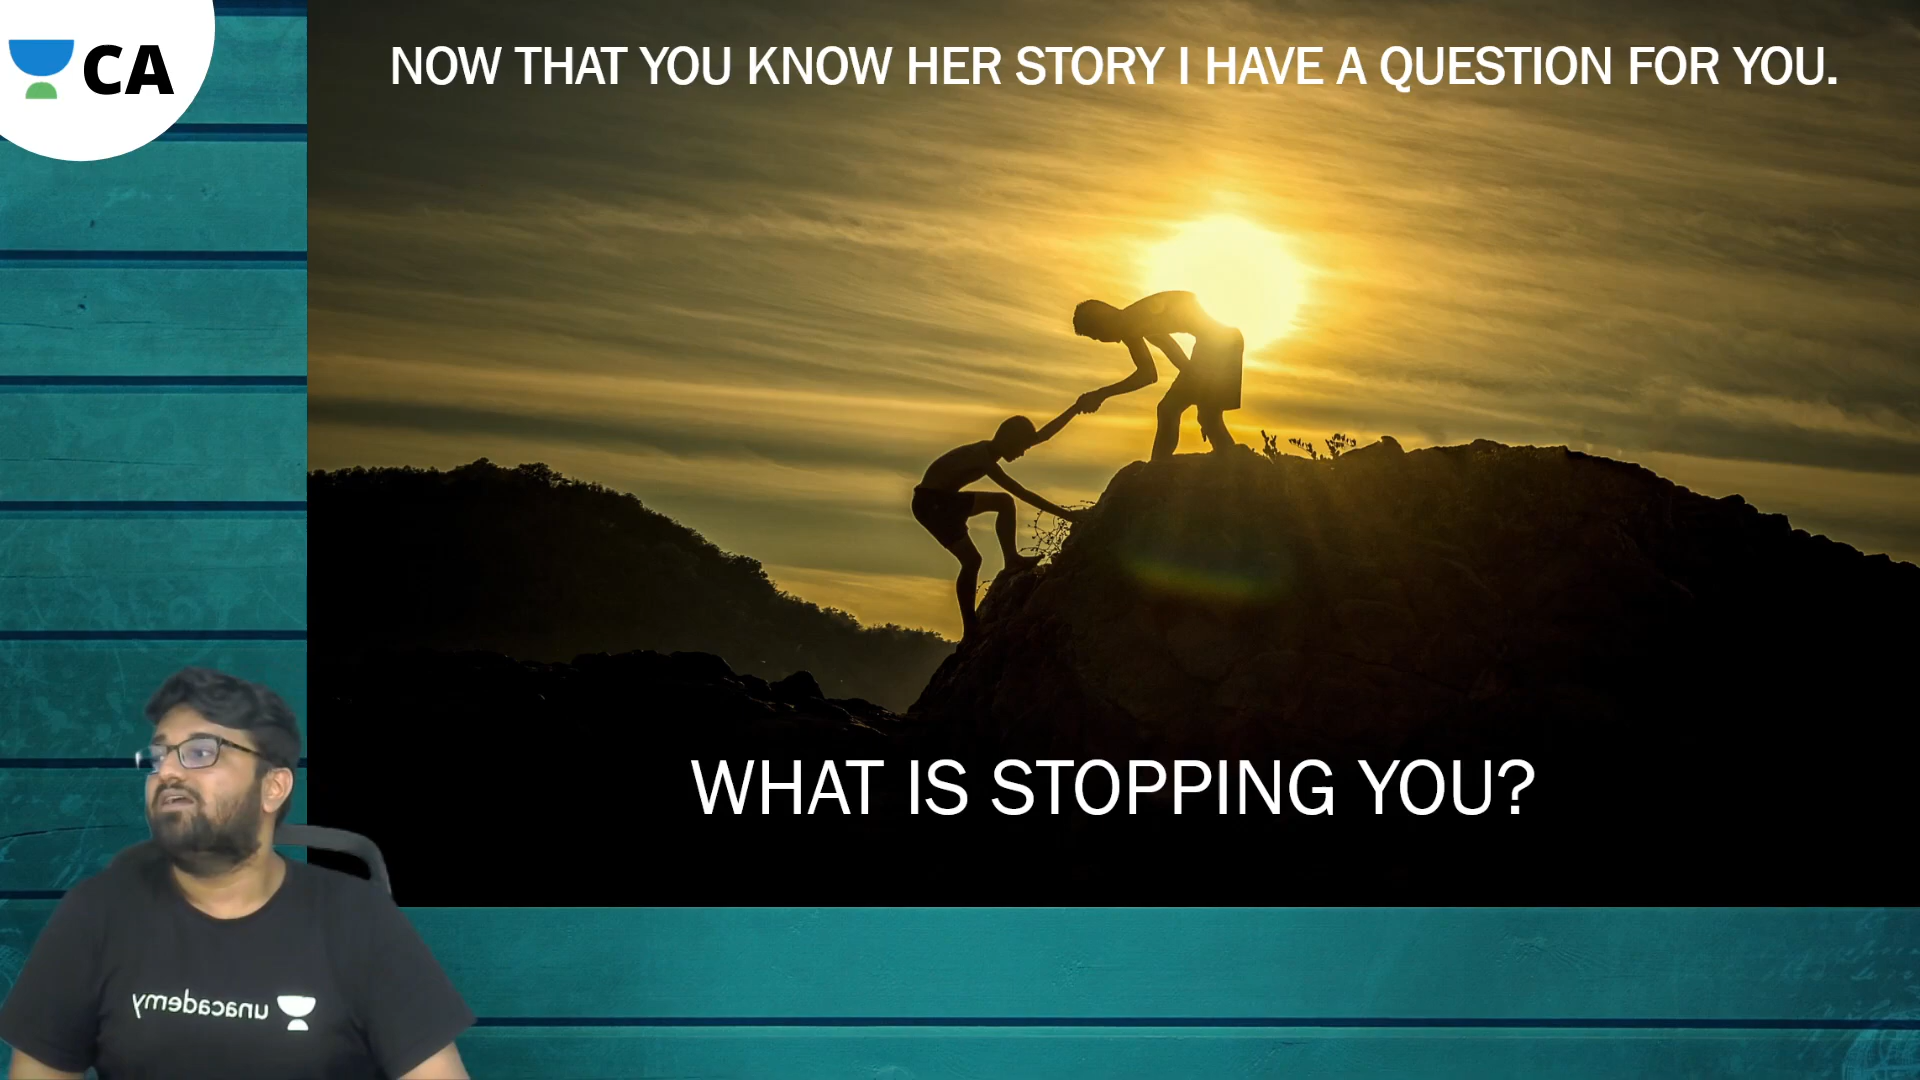 CA
NOW THAT YOU KNOW HER STORY I HAVE A QUESTION FOR YOU.
WHAT IS STOPPING YOU?
unacademy